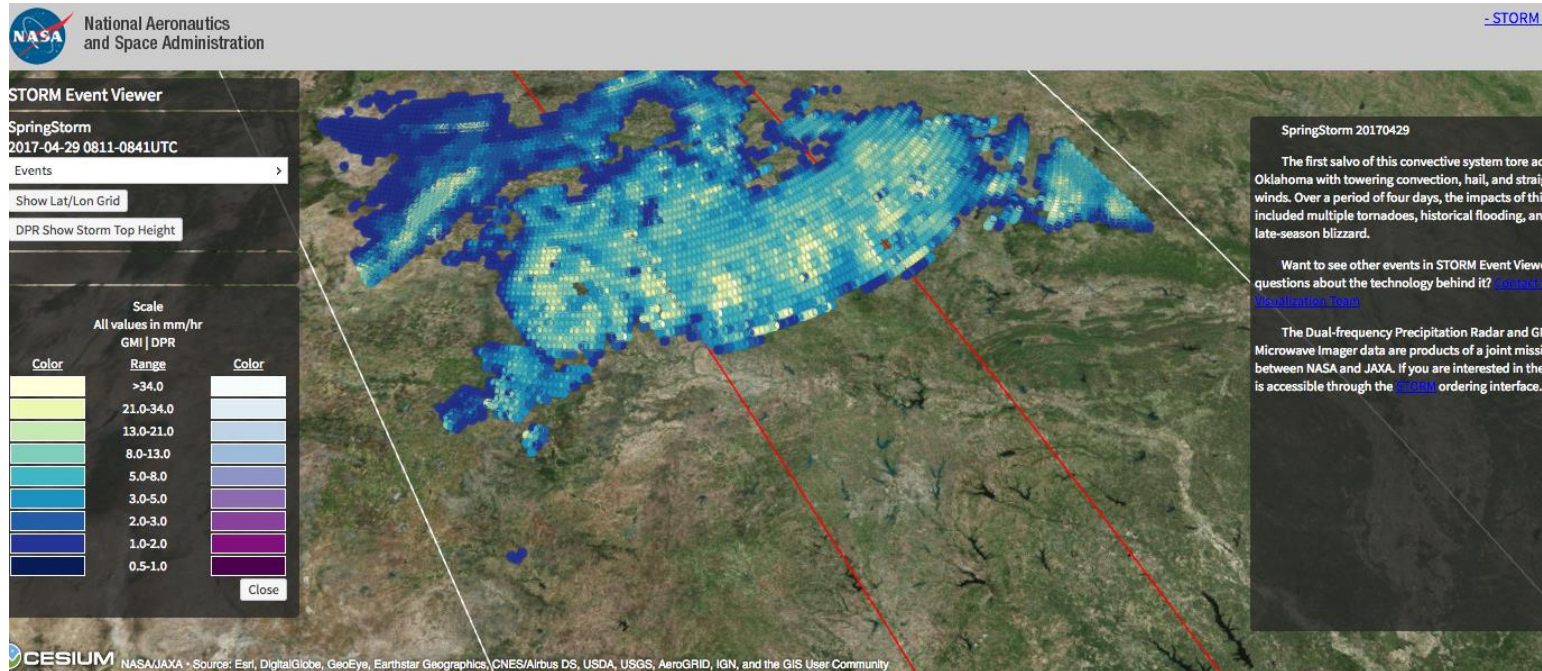 NASA
National Aeronautics
and Space Administration
- STORM
STORM Event Viewer
SpringStorm
2017-04-29 0811-0841UTC
Events
Show Lat/Lon Grid
DPR Show Storm Top Height
Scale
All values in mm/hr
GMI | DPR
Color Range Color
>34.0
21.0-34.0
13.0-21.0
8.0-13.0
5.0-8.0
3.0-5.0
2.0-3.0
1.0-2.0
0.5-1.0
Close
SpringStorm 20170429
The first salvo of this convective system tore
Oklahoma with towering convection, hail, and
winds. Over a period of four days, the impacts of
included multiple tornadoes, historical flooding,
late-season blizzard.
Want to see other events in STORM Event
questions about the technology behind it? Contact
Visualization Team
The Dual-frequency Precipitation Radar and
Microwave Imager data are products of a joint
between NASA and JAXA. If you are interested in the
is accessible through the STORM ordering interface.
CESIUM NASA/JAXA • Source: Esri, DigitalGlobe, GeoEye, Earthstar Geographics, CNES/Airbus DS, USDA, USGS, AeroGRID, IGN, and the GIS User Community